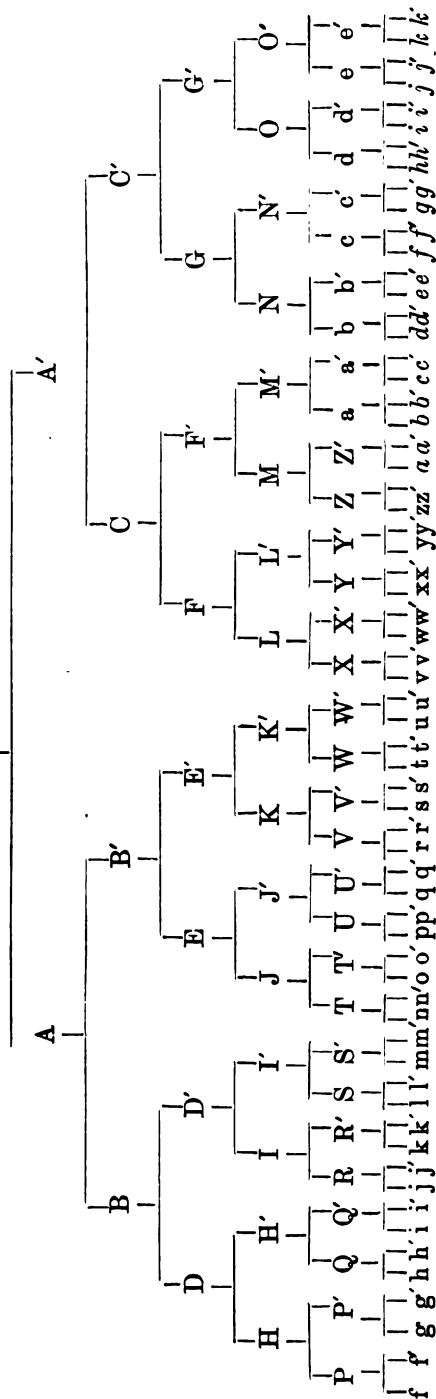 A A′
B B′ C C′
D D′ E E′ F F′ G G′
H H′ I I′ J J′ K K′ L L′ M M′ N N′ O O′
P P′ Q Q′ R R′ S S′ T T′ U U′ V V′ W W′ X X′ Y Y′ Z Z′ a a′ b b′ c c′ d d′ e e′
f f′ g g′ h h′ i i′ j j′ k k′ l l′ m m′ n n′ o o′ p p′ q q′ r r′ s s′ t t′ u u′ v v′ w w′ x x′ y y′ z z′ a a′ b b′ c c′ d d′ e e′ f f′ g g′ h h′ i i′ j j′ k k′